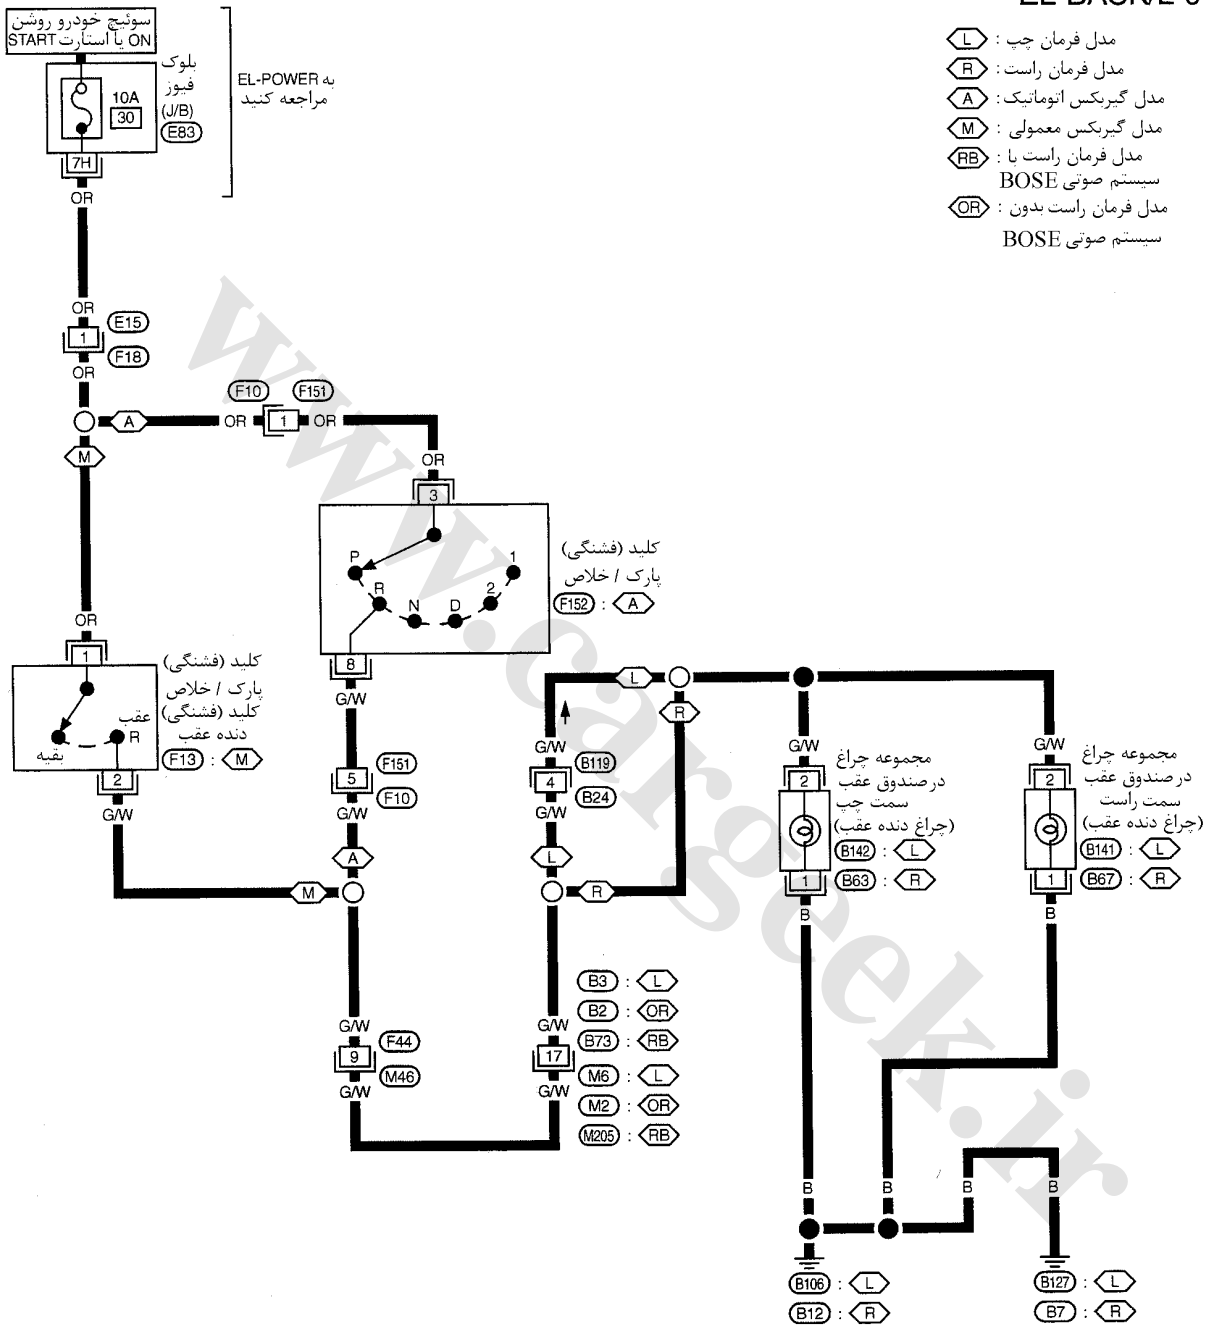 سوئیچ خودرو روشن
ON یا استارت START
بلوک
فیوز
(J/B)
E83
10A
30
7H
OR
به EL-POWER
مراجعه کنید
L : مدل فرمان چپ
R : مدل فرمان راست
A : مدل گیربکس اتوماتیک
M : مدل گیربکس معمولی
RB : مدل فرمان راست با
سیستم صوتی BOSE
OR : مدل فرمان راست بدون
سیستم صوتی BOSE
OR
E15
1
F18
OR
F10
F151
A
OR
1
OR
M
OR
3
P
R
N
D
2
1
کلید (فشنگی)
پارک / خلاص
F152 : A
8
G/W
OR
1
عقب
R
بقیه
کلید (فشنگی)
پارک / خلاص
کلید (فشنگی)
دنده عقب
F13 : M
2
G/W
F151
5
F10
G/W
A
M
L
R
G/W
B119
4
B24
G/W
L
R
G/W
2
مجموعه چراغ
در صندوق عقب
سمت چپ
(چراغ دنده عقب)
B142 : L
B63 : R
1
B
G/W
2
مجموعه چراغ
در صندوق عقب
سمت راست
(چراغ دنده عقب)
B141 : L
B67 : R
1
B
G/W
F44
9
M46
G/W
G/W
17
G/W
B3 : L
B2 : OR
B73 : RB
M6 : L
M2 : OR
M205 : RB
B
B
B
B
B106 : L
B12 : R
B127 : L
B7 : R
www.cargeek.ir